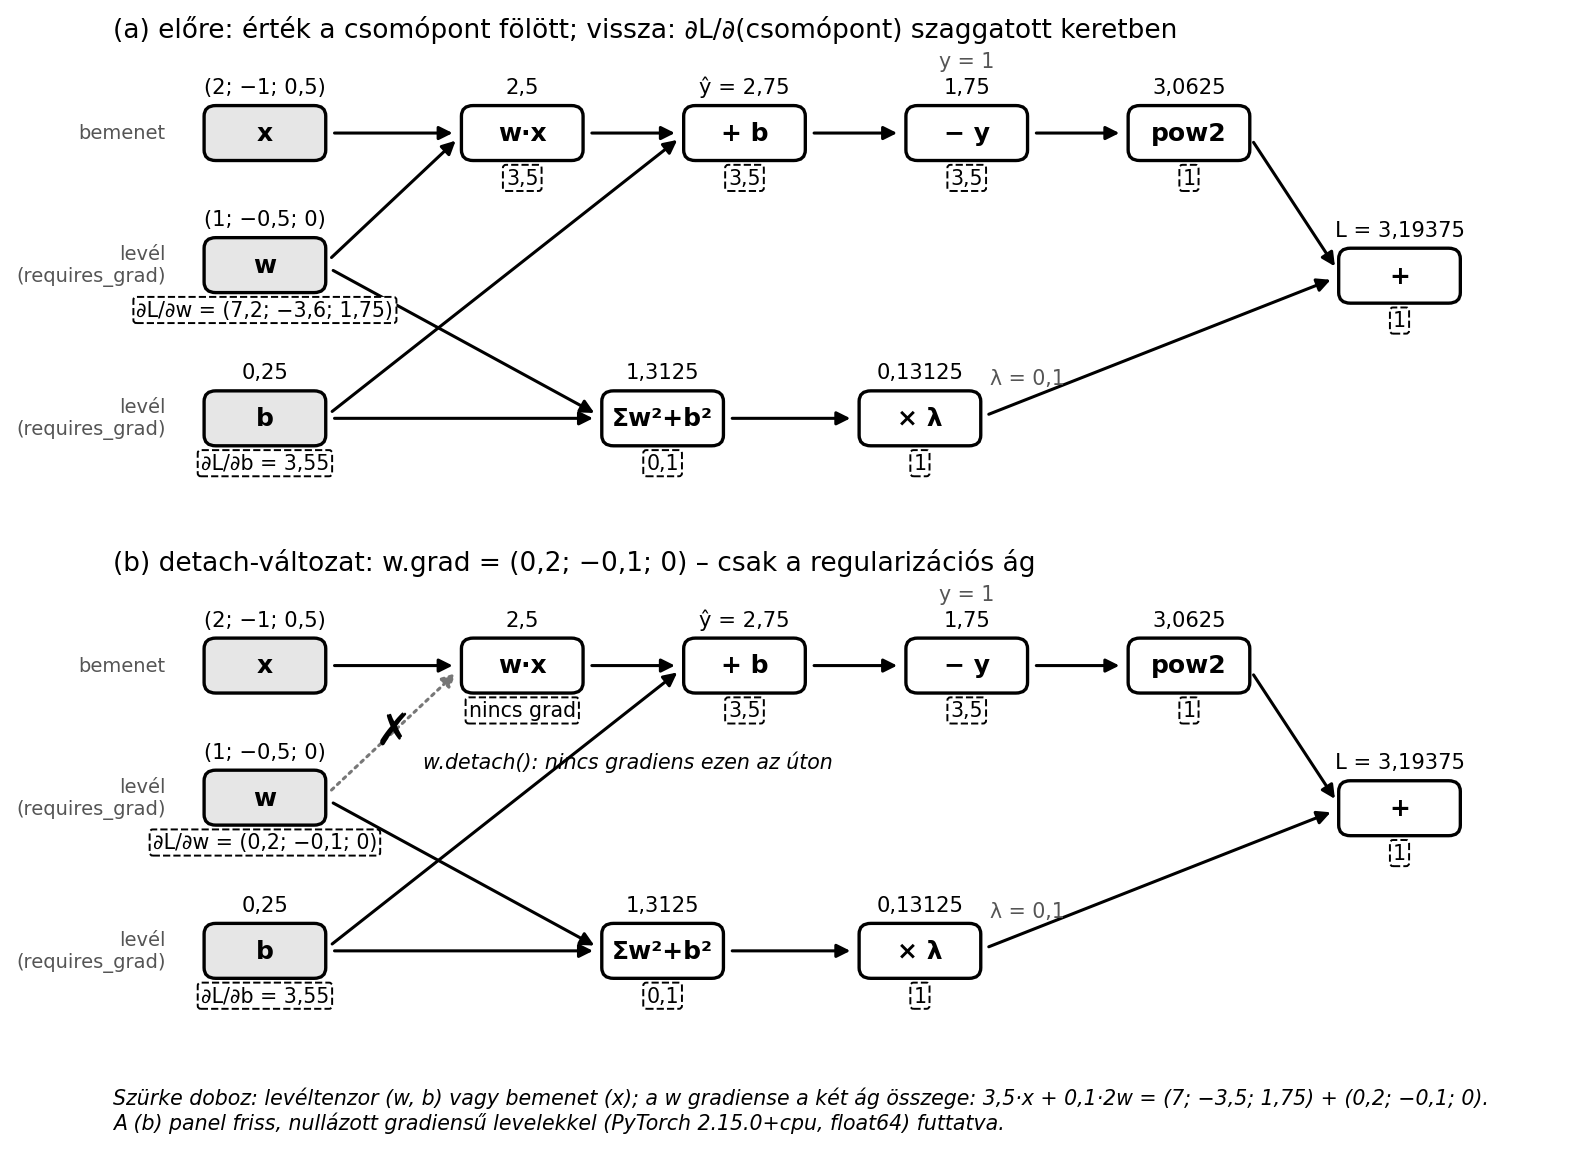 (a) előre: érték a csomópont fölött; vissza: ∂L/∂(csomópont) szaggatott keretben
y = 1
(2; −1; 0,5)
2,5
ŷ = 2,75
1,75
3,0625
bemenet
x
w·x
+ b
− y
pow2
3,5
3,5
3,5
1
(1; −0,5; 0)
L = 3,19375
levél
(requires_grad)
w
+
∂L/∂w = (7,2; −3,6; 1,75)
1
0,25
1,3125
0,13125
λ = 0,1
levél
(requires_grad)
b
Σw²+b²
× λ
∂L/∂b = 3,55
0,1
1
(b) detach-változat: w.grad = (0,2; −0,1; 0) – csak a regularizációs ág
y = 1
(2; −1; 0,5)
2,5
ŷ = 2,75
1,75
3,0625
bemenet
x
w·x
+ b
− y
pow2
nincs grad
3,5
3,5
1
✗
(1; −0,5; 0)
w.detach(): nincs gradiens ezen az úton
L = 3,19375
levél
(requires_grad)
w
+
∂L/∂w = (0,2; −0,1; 0)
1
0,25
1,3125
0,13125
λ = 0,1
levél
(requires_grad)
b
Σw²+b²
× λ
∂L/∂b = 3,55
0,1
1
Szürke doboz: levéltenzor (w, b) vagy bemenet (x); a w gradiense a két ág összege: 3,5·x + 0,1·2w = (7; −3,5; 1,75) + (0,2; −0,1; 0).
A (b) panel friss, nullázott gradiensű levelekkel (PyTorch 2.15.0+cpu, float64) futtatva.